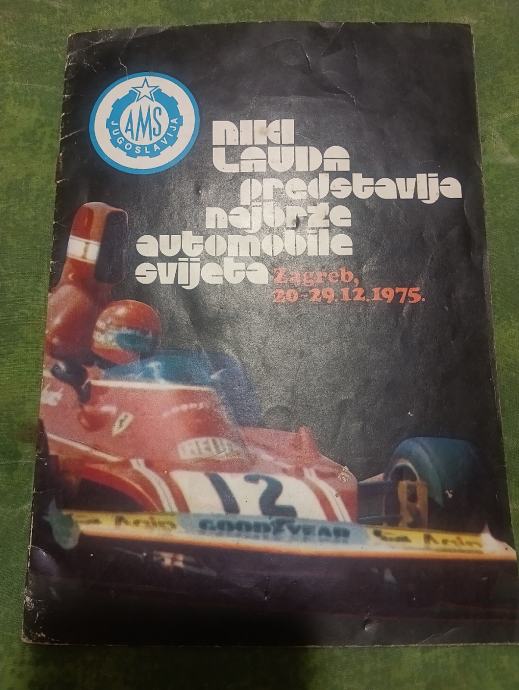 AMS
JUGOSLAVIJA
NIKI
LAUDA
predstavlja
najbrže
automobile
svijeta Zagreb,
20-29.12.1975.
12
GOODYEAR